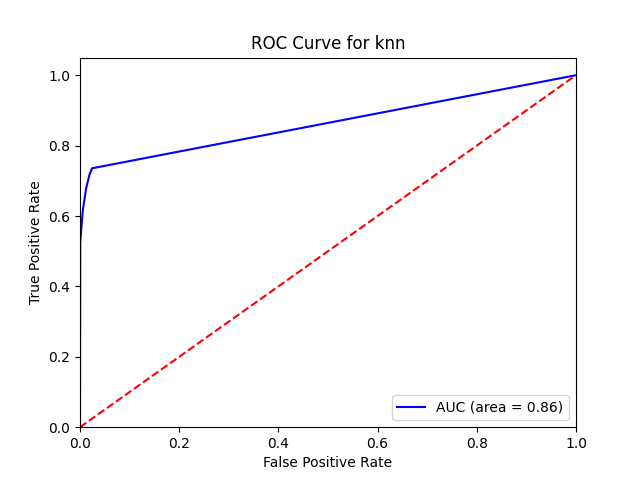 ROC Curve for knn
1.0
0.8
0.6
0.4
0.2
0.0
True Positive Rate
AUC (area = 0.86)
0.0 0.2 0.4 0.6 0.8 1.0
False Positive Rate